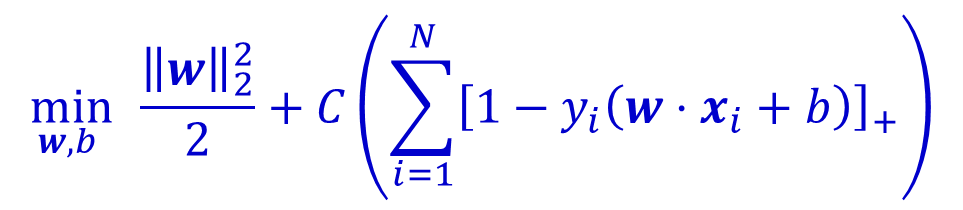 min_{w,b} ‖w‖₂²/2 + C(∑_{i=1}^{N} [1 − y_i(w · x_i + b)]_+)